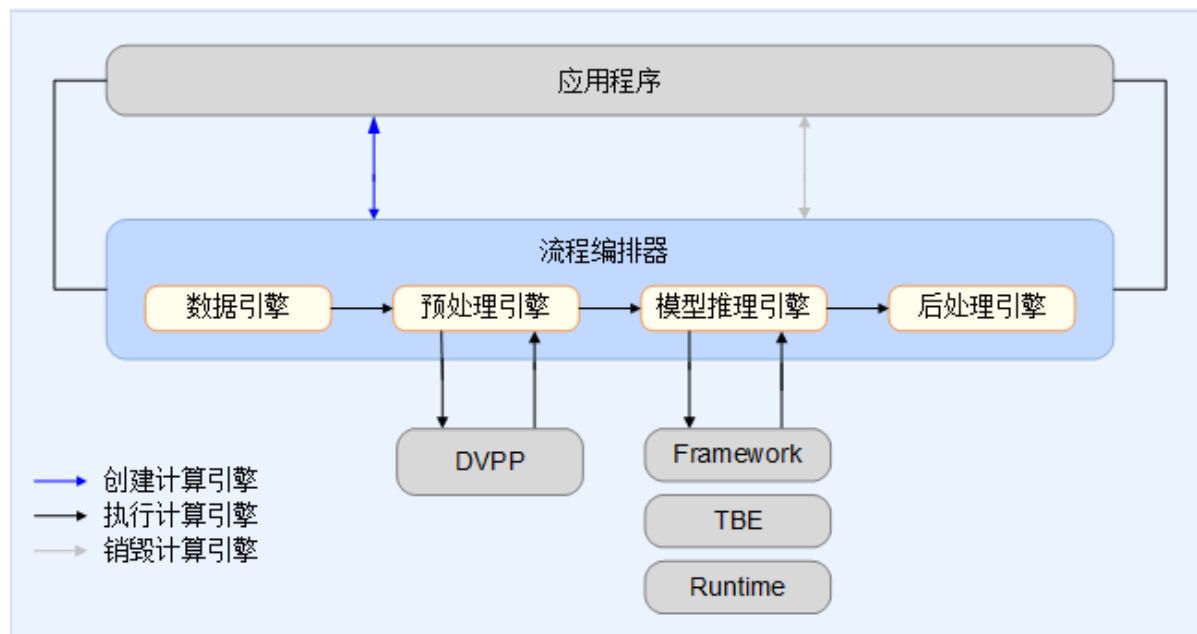 应用程序
流程编排器
数据引擎
预处理引擎
模型推理引擎
后处理引擎
DVPP
Framework
TBE
Runtime
创建计算引擎
执行计算引擎
销毁计算引擎